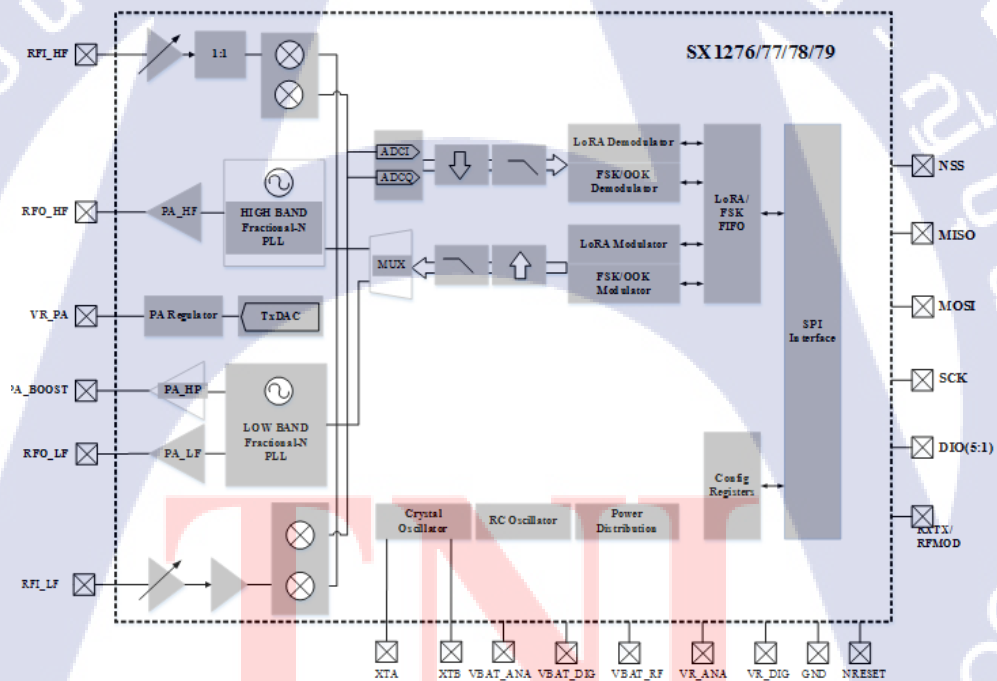 SX1276/77/78/79
RFI_HF
1:1
ADCI
ADCQ
LoRA Demodulator
FSK/OOK
Demodulator
LoRA/
FSK
FIFO
NSS
RFO_HF
PA_HF
HIGH BAND
Fractional-N
PLL
MUX
LoRA Modulator
FSK/OOK
Modulator
MISO
VR_PA
PA Regulator
TxDAC
SPI
Interface
MOSI
PA_BOOST
PA_HP
SCK
RFO_LF
PA_LF
LOW BAND
Fractional-N
PLL
DIO(5:1)
Config
Registers
Crystal
Oscillator
RC Oscillator
Power
Distribution
RXTX/
RFMOD
RFI_LF
TNI
XTA
XTB
VBAT_ANA
VBAT_DIG
VBAT_RF
VR_ANA
VR_DIG
GND
NRESET